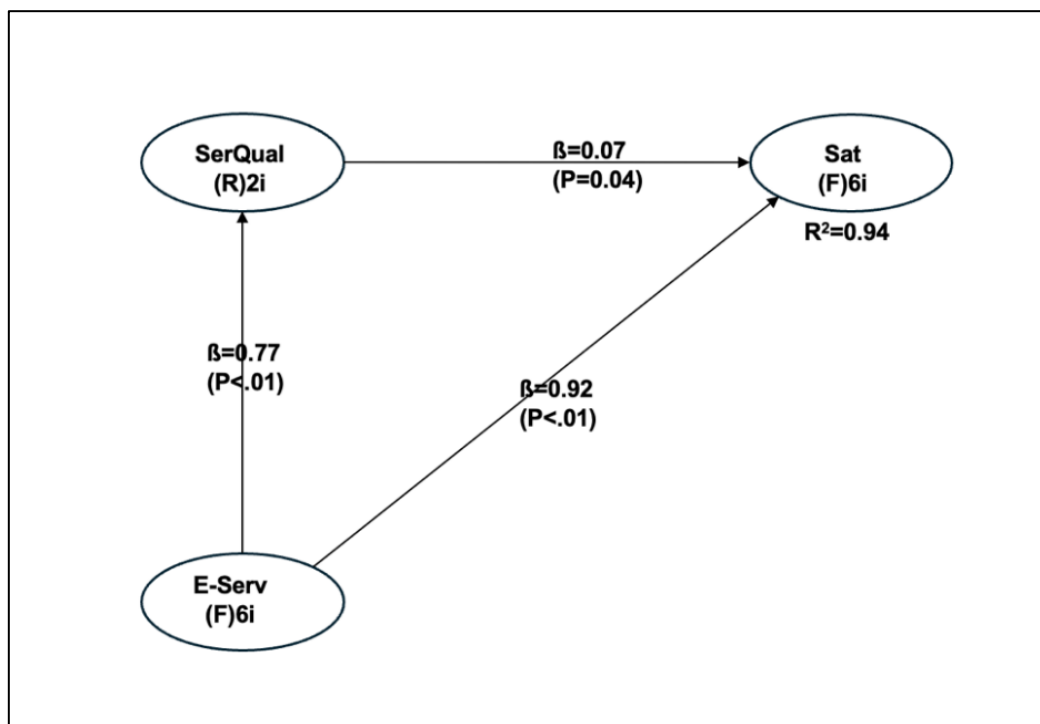 SerQual
(R)2i
ß=0.07
(P=0.04)
Sat
(F)6i
R²=0.94
ß=0.77
(P<.01)
ß=0.92
(P<.01)
E-Serv
(F)6i